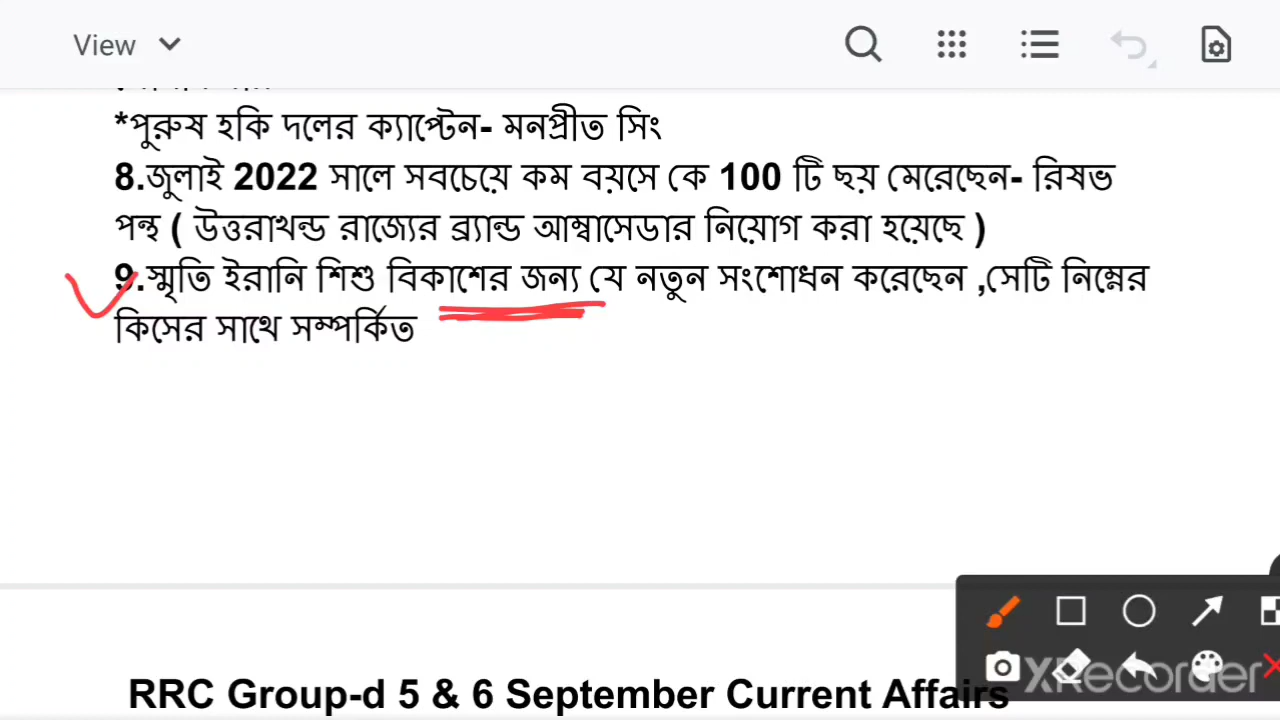 View
*পুরুষ হকি দলের ক্যাপ্টেন- মনপ্রীত সিং
8.জুলাই 2022 সালে সবচেয়ে কম বয়সে কে 100 টি ছয় মেরেছেন- রিষভ
পন্থ ( উত্তরাখন্ড রাজ্যের ব্র্যান্ড আম্বাসেডার নিয়োগ করা হয়েছে )
9.স্মৃতি ইরানি শিশু বিকাশের জন্য যে নতুন সংশোধন করেছেন ,সেটি নিম্নের
কিসের সাথে সম্পর্কিত
RRC Group-d 5 & 6 September Current Affairs
XRecorder